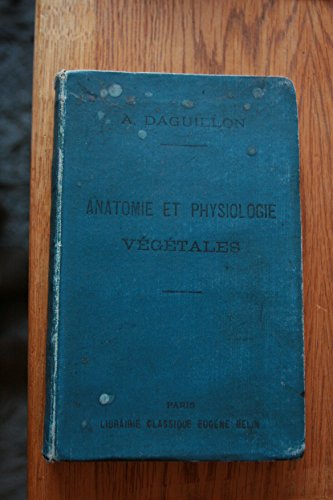 A. DAGUILLON
ANATOMIE ET PHYSIOLOGIE
VÉGÉTALES
PARIS
LIBRAIRIE CLASSIQUE EUGÈNE BELIN